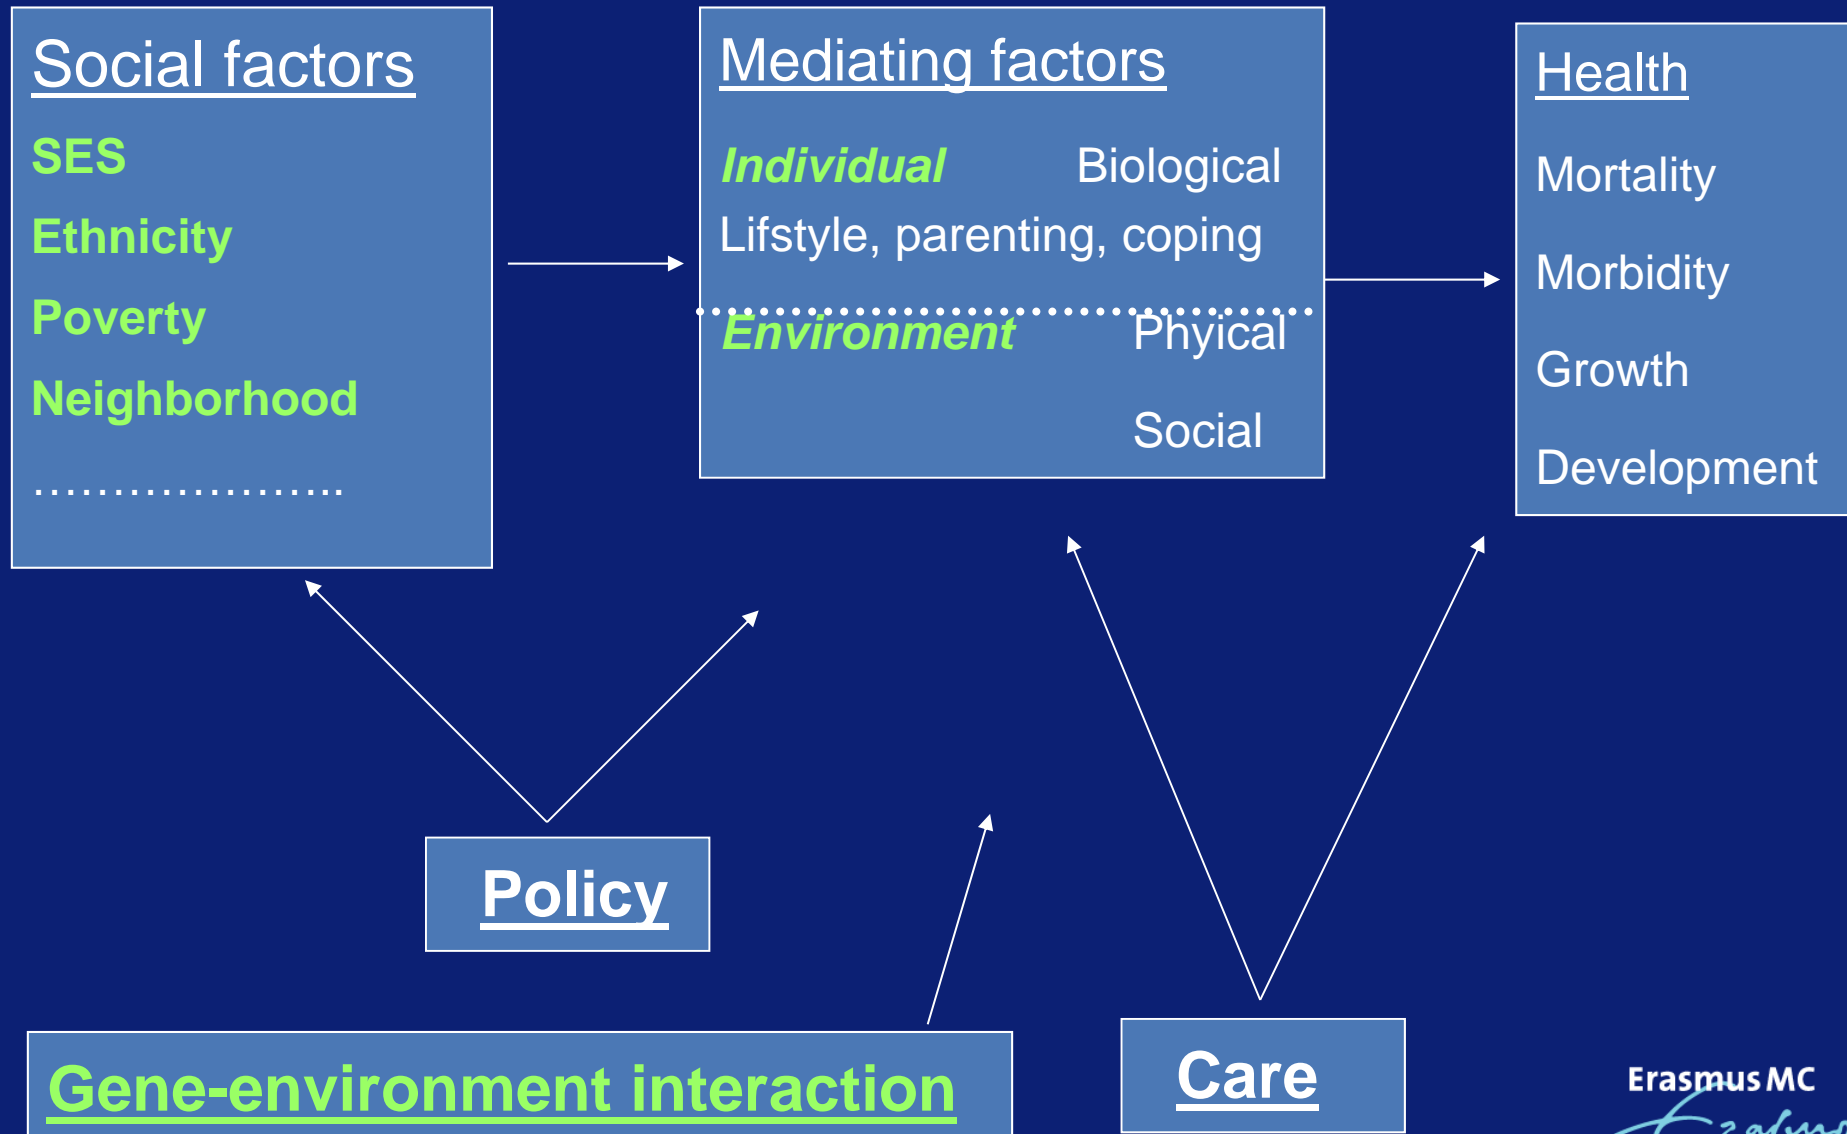 Social factors
SES
Ethnicity
Poverty
Neighborhood
………………..
Mediating factors
Individual Biological
Lifstyle, parenting, coping
Environment Phyical
Social
Health
Mortality
Morbidity
Growth
Development
Policy
Gene-environment interaction
Care
Erasmus MC